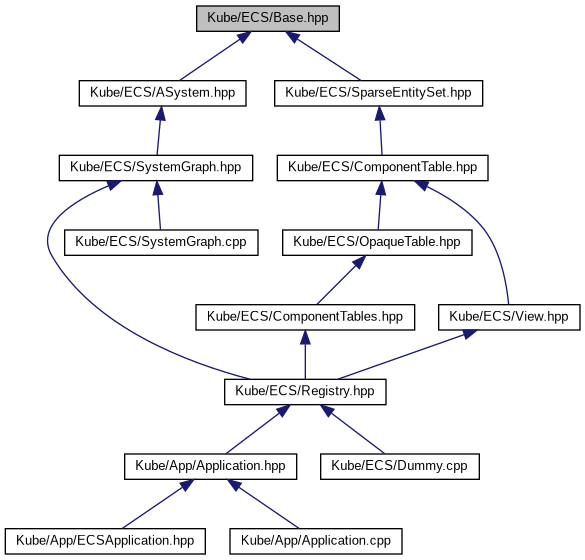 Kube/ECS/Base.hpp
Kube/ECS/ASystem.hpp
Kube/ECS/SparseEntitySet.hpp
Kube/ECS/SystemGraph.hpp
Kube/ECS/ComponentTable.hpp
Kube/ECS/SystemGraph.cpp
Kube/ECS/OpaqueTable.hpp
Kube/ECS/ComponentTables.hpp
Kube/ECS/View.hpp
Kube/ECS/Registry.hpp
Kube/App/Application.hpp
Kube/ECS/Dummy.cpp
Kube/App/ECSApplication.hpp
Kube/App/Application.cpp